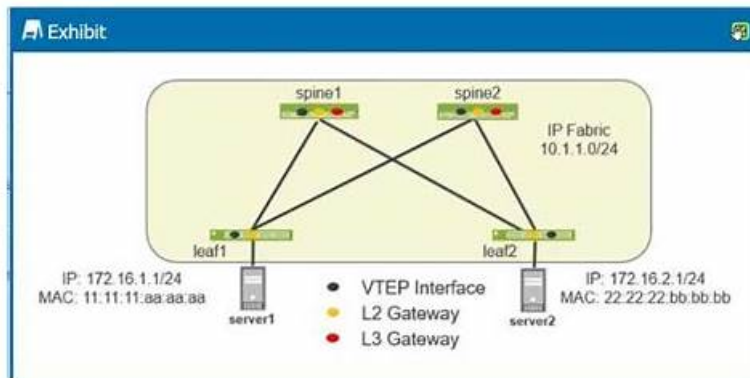 Exhibit
spine1
spine2
IP Fabric
10.1.1.0/24
leaf1
leaf2
IP: 172.16.1.1/24
MAC: 11:11:11:aa:aa:aa
server1
VTEP Interface
L2 Gateway
L3 Gateway
IP: 172.16.2.1/24
MAC: 22:22:22:bb:bb:bb
server2